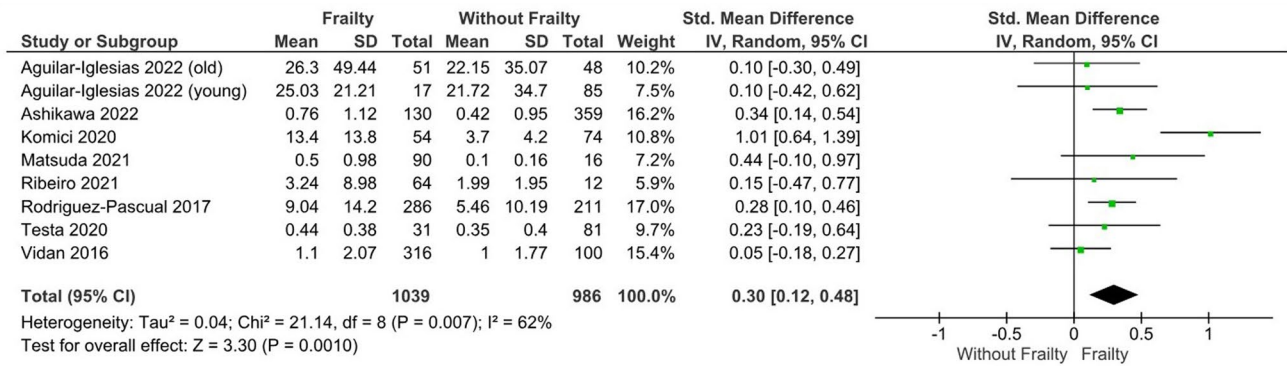 Frailty Without Frailty Std. Mean Difference Std. Mean Difference
Study or Subgroup Mean SD Total Mean SD Total Weight IV, Random, 95% CI IV, Random, 95% CI
Aguilar-Iglesias 2022 (old) 26.3 49.44 51 22.15 35.07 48 10.2% 0.10 [-0.30, 0.49]
Aguilar-Iglesias 2022 (young) 25.03 21.21 17 21.72 34.7 85 7.5% 0.10 [-0.42, 0.62]
Ashikawa 2022 0.76 1.12 130 0.42 0.95 359 16.2% 0.34 [0.14, 0.54]
Komici 2020 13.4 13.8 54 3.7 4.2 74 10.8% 1.01 [0.64, 1.39]
Matsuda 2021 0.5 0.98 90 0.1 0.16 16 7.2% 0.44 [-0.10, 0.97]
Ribeiro 2021 3.24 8.98 64 1.99 1.95 12 5.9% 0.15 [-0.47, 0.77]
Rodriguez-Pascual 2017 9.04 14.2 286 5.46 10.19 211 17.0% 0.28 [0.10, 0.46]
Testa 2020 0.44 0.38 31 0.35 0.4 81 9.7% 0.23 [-0.19, 0.64]
Vidan 2016 1.1 2.07 316 1 1.77 100 15.4% 0.05 [-0.18, 0.27]
Total (95% CI) 1039 986 100.0% 0.30 [0.12, 0.48]
Heterogeneity: Tau² = 0.04; Chi² = 21.14, df = 8 (P = 0.007); I² = 62%
Test for overall effect: Z = 3.30 (P = 0.0010)
-1 -0.5 0 0.5 1
Without Frailty Frailty